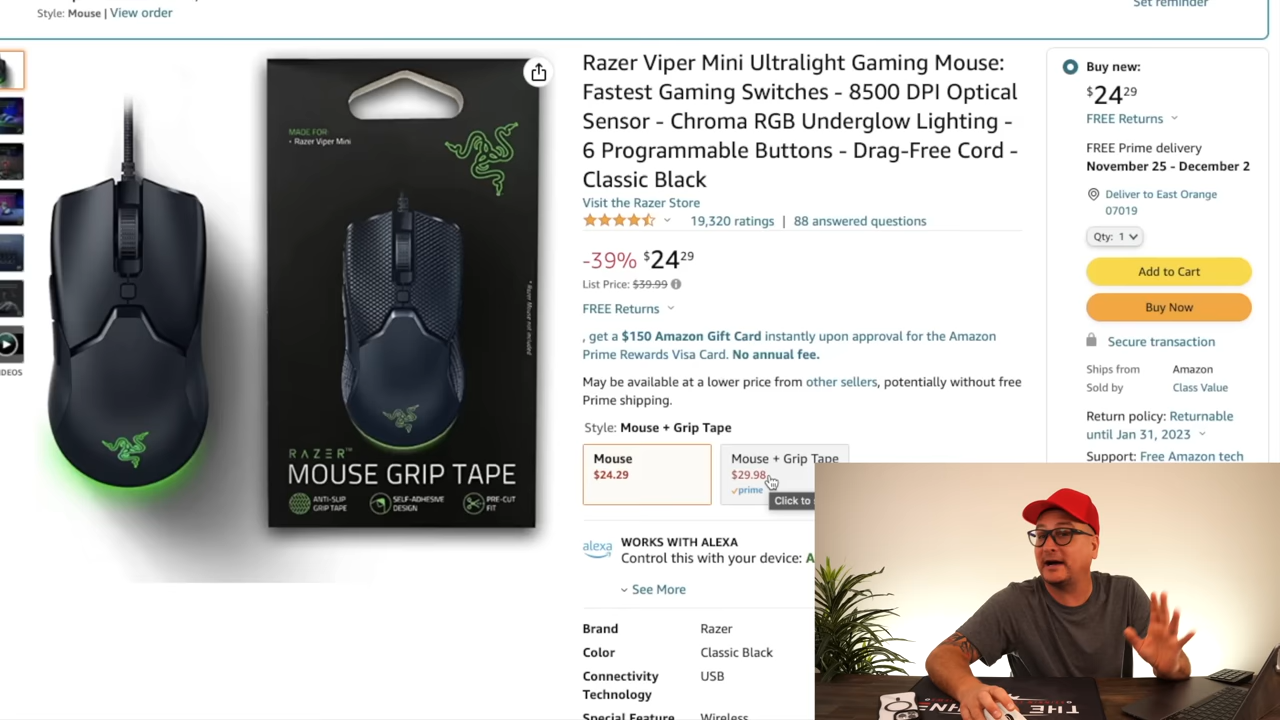 Style: Mouse | View order
Set reminder
MADE FOR:
• Razer Viper Mini
* Razer Mouse not included
RAZER™
MOUSE GRIP TAPE
ANTI-SLIP
GRIP TAPE
SELF-ADHESIVE
DESIGN
PRE-CUT
FIT
Razer Viper Mini Ultralight Gaming Mouse:
Fastest Gaming Switches - 8500 DPI Optical
Sensor - Chroma RGB Underglow Lighting -
6 Programmable Buttons - Drag-Free Cord -
Classic Black
Visit the Razer Store
19,320 ratings | 88 answered questions
-39% $24 29
List Price: $39.99
FREE Returns
, get a $150 Amazon Gift Card instantly upon approval for the Amazon
Prime Rewards Visa Card. No annual fee.
May be available at a lower price from other sellers, potentially without free
Prime shipping.
Style: Mouse + Grip Tape
Mouse
$24.29
Mouse + Grip Tape
$29.98
prime
Click to
alexa
WORKS WITH ALEXA
Control this with your device: A
See More
Brand Razer
Color Classic Black
Connectivity USB
Technology
Special Feature Wireless
Buy new:
$24 29
FREE Returns
FREE Prime delivery
November 25 - December 2
Deliver to East Orange
07019
Qty: 1
Add to Cart
Buy Now
Secure transaction
Ships from Amazon
Sold by Class Value
Return policy: Returnable
until Jan 31, 2023
Support: Free Amazon tech